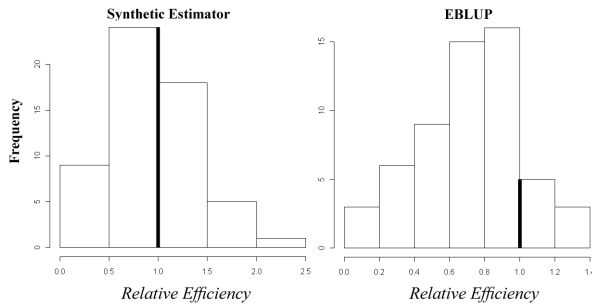 Synthetic Estimator
EBLUP
Frequency
20
15
10
5
0
0.0 0.5 1.0 1.5 2.0 2.5
Relative Efficiency
15
10
5
0
0.0 0.2 0.4 0.6 0.8 1.0 1.2 1.4
Relative Efficiency